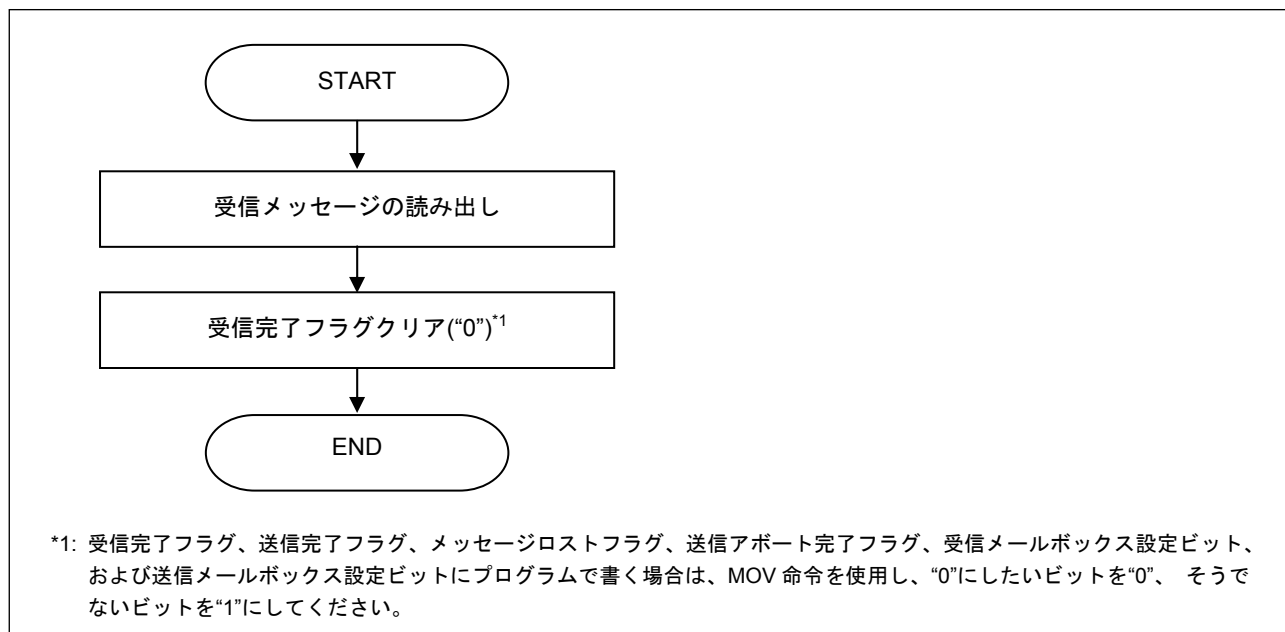 START
受信メッセージの読み出し
受信完了フラグクリア(“0”)*1
END
*1: 受信完了フラグ、送信完了フラグ、メッセージロストフラグ、送信アボート完了フラグ、受信メールボックス設定ビット、
および送信メールボックス設定ビットにプログラムで書く場合は、MOV 命令を使用し、“0”にしたいビットを“0”、 そうで
ないビットを“1”にしてください。